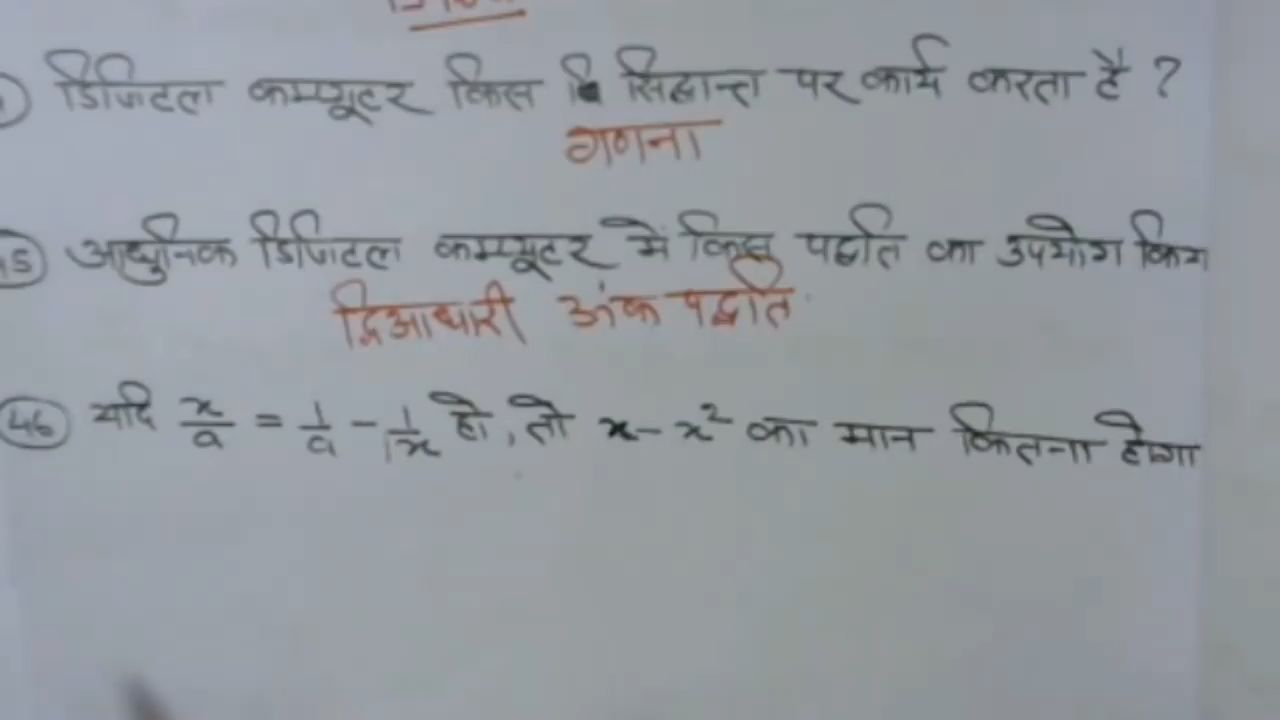 डिजिटल कम्प्यूटर किस सिद्धान्त पर कार्य करता है ?
गणना
आधुनिक डिजिटल कम्प्यूटर में किस पद्धति का उपयोग किय
द्विआधारी अंक पद्धति
46 यदि x/a = 1/a - 1/x हो, तो x - x² का मान कितना होगा